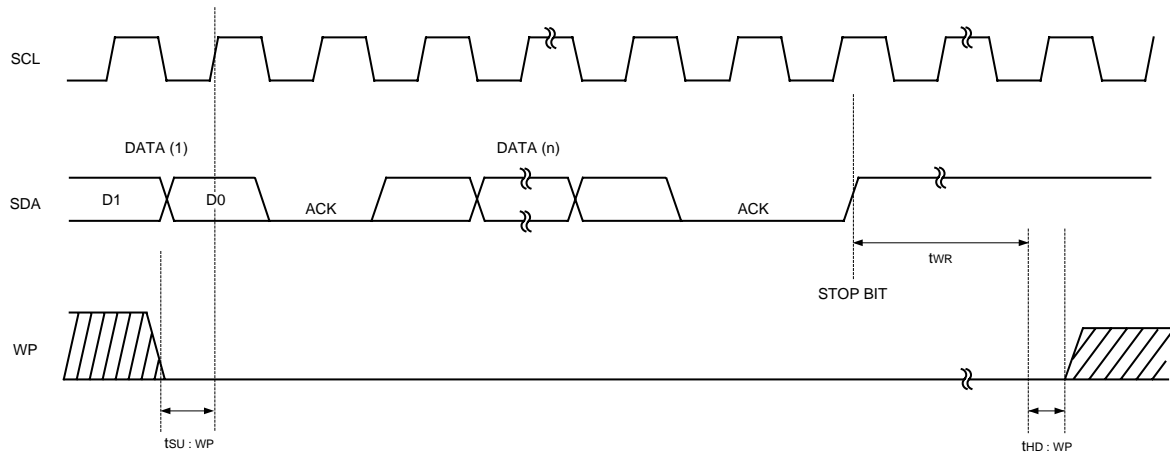 SCL
DATA (1)
DATA (n)
SDA
D1
D0
ACK
ACK
tWR
STOP BIT
WP
tSU : WP
tHD : WP